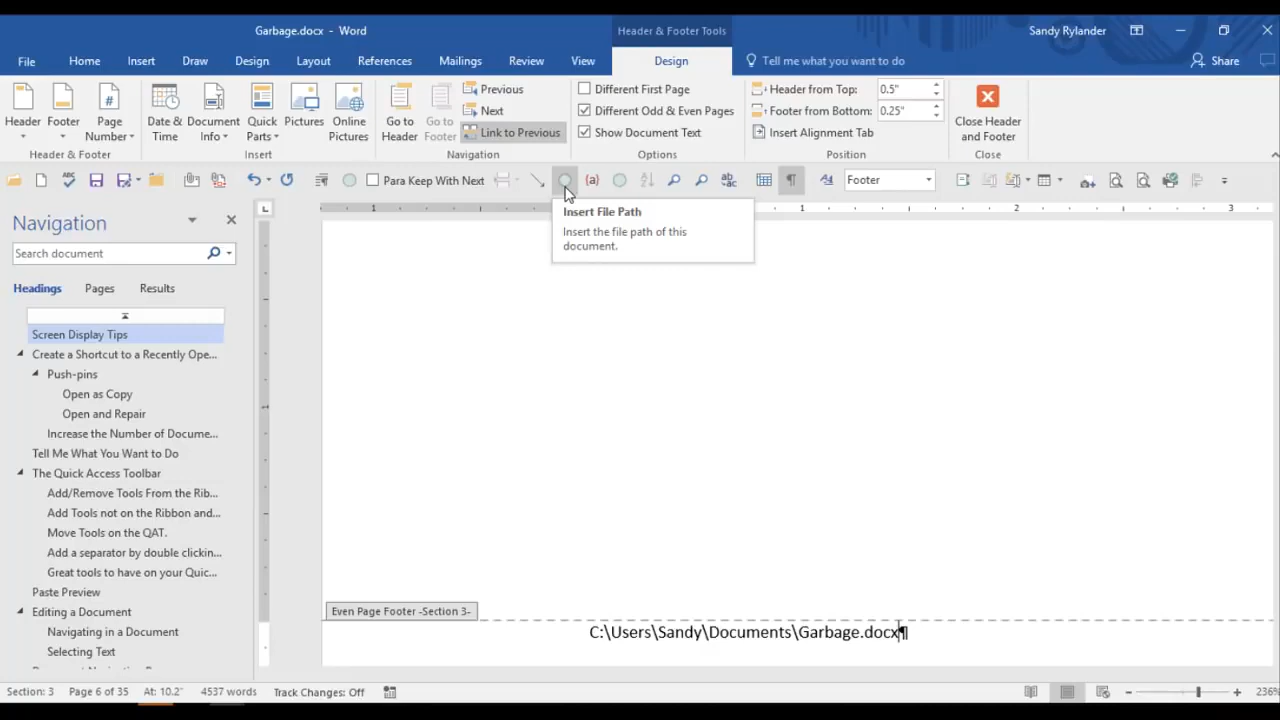 Garbage.docx - Word
Header & Footer Tools
Sandy Rylander
File Home Insert Draw Design Layout References Mailings Review View Design Tell me what you want to do Share
Header
Footer
Page Number
Header & Footer
Date & Time
Document Info
Quick Parts
Pictures
Online Pictures
Insert
Go to Header
Go to Footer
Previous
Next
Link to Previous
Navigation
Different First Page
Different Odd & Even Pages
Show Document Text
Options
Header from Top: 0.5"
Footer from Bottom: 0.25"
Insert Alignment Tab
Position
Close Header and Footer
Close
ABC
Para Keep With Next
(a)
Footer
Insert File Path
Insert the file path of this
document.
1 1 2 3
Navigation
Search document
Headings Pages Results
Screen Display Tips
Create a Shortcut to a Recently Ope...
Push-pins
Open as Copy
Open and Repair
Increase the Number of Docume...
Tell Me What You Want to Do
The Quick Access Toolbar
Add/Remove Tools From the Rib...
Add Tools not on the Ribbon and...
Move Tools on the QAT.
Add a separator by double clickin...
Great tools to have on your Quic...
Paste Preview
Editing a Document
Navigating in a Document
Selecting Text
Even Page Footer -Section 3-
C:\Users\Sandy\Documents\Garbage.docx¶
Section: 3 Page 6 of 35 At: 10.2" 4537 words Track Changes: Off 236%